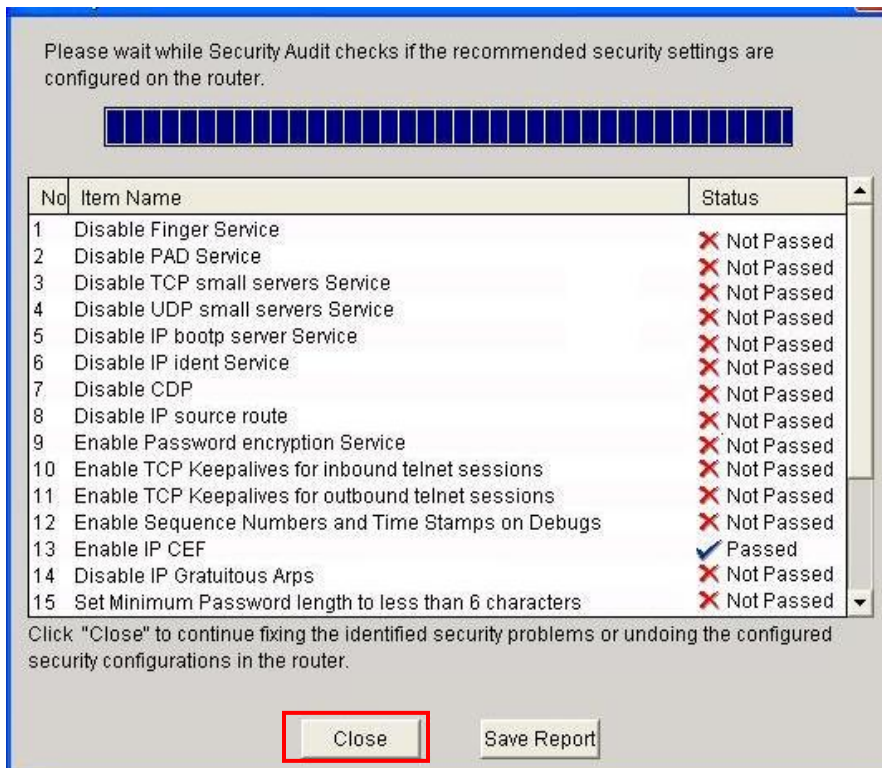 Please wait while Security Audit checks if the recommended security settings are
configured on the router.
No Item Name Status
1 Disable Finger Service Not Passed
2 Disable PAD Service Not Passed
3 Disable TCP small servers Service Not Passed
4 Disable UDP small servers Service Not Passed
5 Disable IP bootp server Service Not Passed
6 Disable IP ident Service Not Passed
7 Disable CDP Not Passed
8 Disable IP source route Not Passed
9 Enable Password encryption Service Not Passed
10 Enable TCP Keepalives for inbound telnet sessions Not Passed
11 Enable TCP Keepalives for outbound telnet sessions Not Passed
12 Enable Sequence Numbers and Time Stamps on Debugs Not Passed
13 Enable IP CEF Passed
14 Disable IP Gratuitous Arps Not Passed
15 Set Minimum Password length to less than 6 characters Not Passed
Click "Close" to continue fixing the identified security problems or undoing the configured
security configurations in the router.
Close Save Report